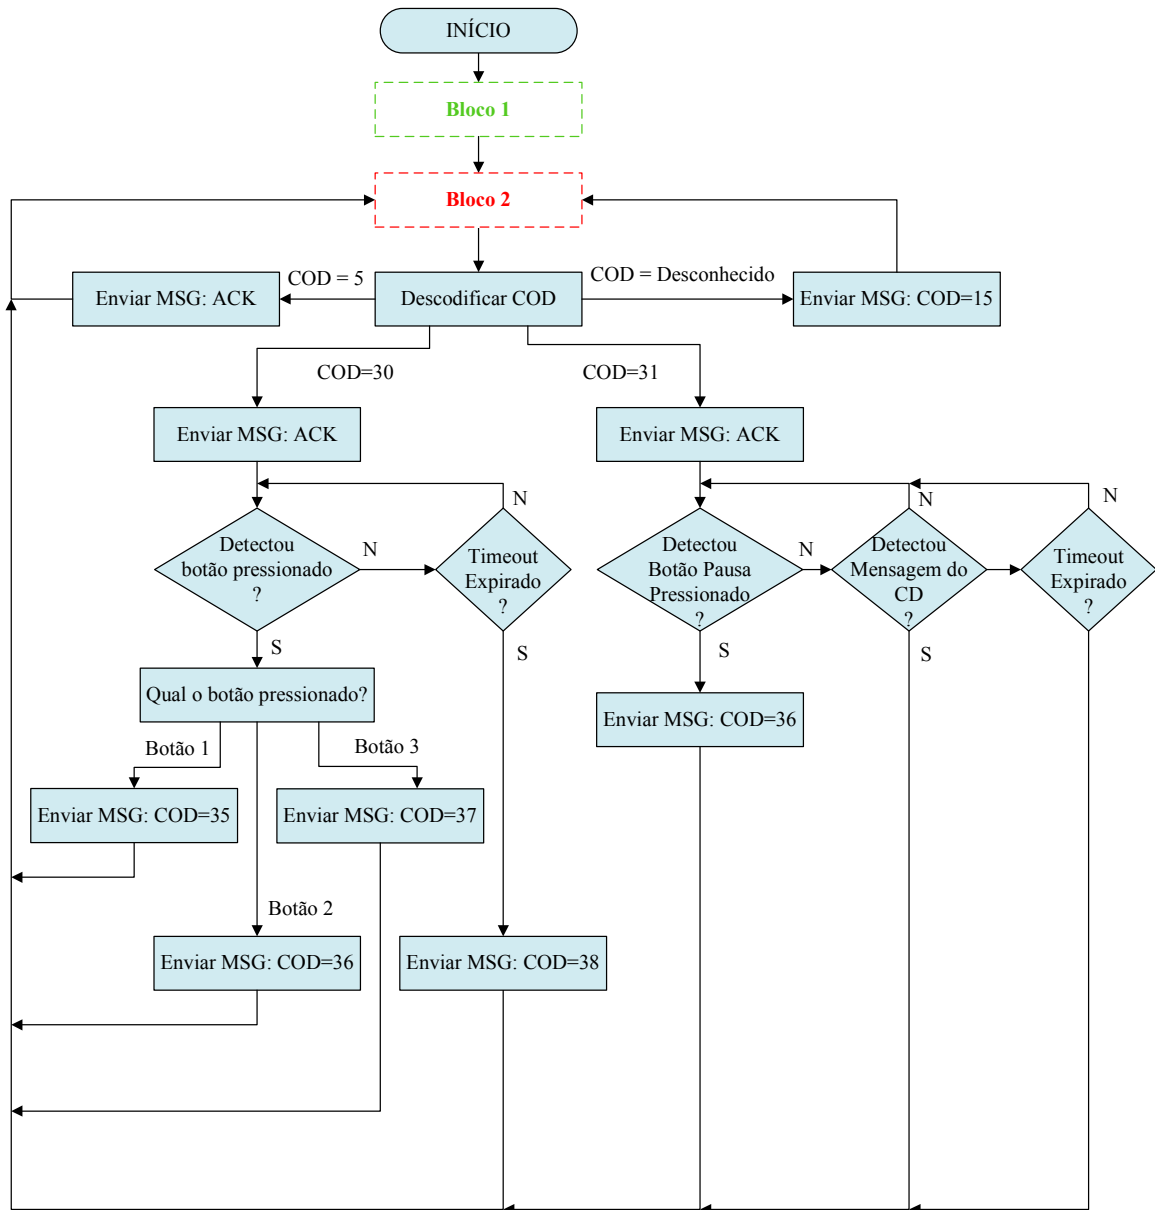 INÍCIO
Bloco 1
Bloco 2
COD = 5
COD = Desconhecido
Enviar MSG: ACK
Descodificar COD
Enviar MSG: COD=15
COD=30
COD=31
Enviar MSG: ACK
Enviar MSG: ACK
N
N
N
Detectou
botão pressionado
?
N
Timeout
Expirado
?
Detectou
Botão Pausa
Pressionado
?
N
Detectou
Mensagem do
CD
?
Timeout
Expirado
?
S
S
S
S
Qual o botão pressionado?
Enviar MSG: COD=36
Botão 1
Botão 3
Enviar MSG: COD=35
Enviar MSG: COD=37
Botão 2
Enviar MSG: COD=36
Enviar MSG: COD=38